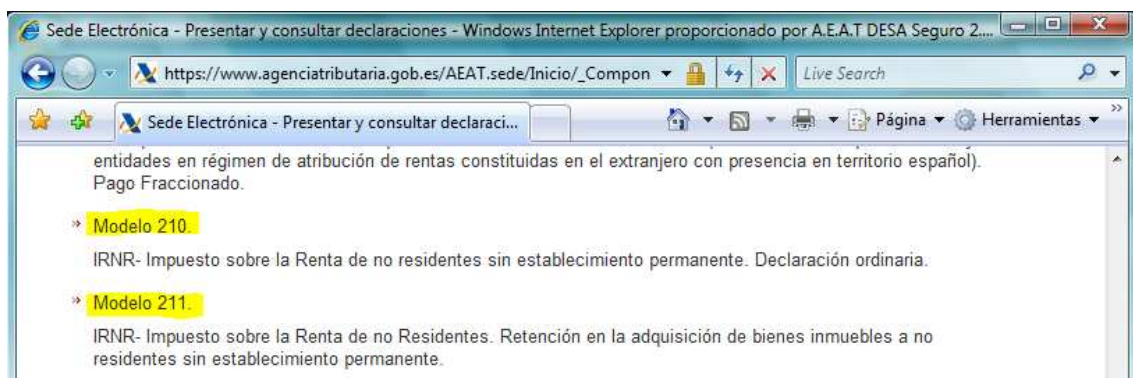 Sede Electrónica - Presentar y consultar declaraciones - Windows Internet Explorer proporcionado por A.E.A.T DESA Seguro 2....
https://www.agenciatributaria.gob.es/AEAT.sede/Inicio/_Compon
Live Search
Sede Electrónica - Presentar y consultar declaraci...
Página
Herramientas
entidades en régimen de atribución de rentas constituidas en el extranjero con presencia en territorio español).
Pago Fraccionado.
» Modelo 210.
IRNR- Impuesto sobre la Renta de no residentes sin establecimiento permanente. Declaración ordinaria.
» Modelo 211.
IRNR- Impuesto sobre la Renta de no Residentes. Retención en la adquisición de bienes inmuebles a no
residentes sin establecimiento permanente.